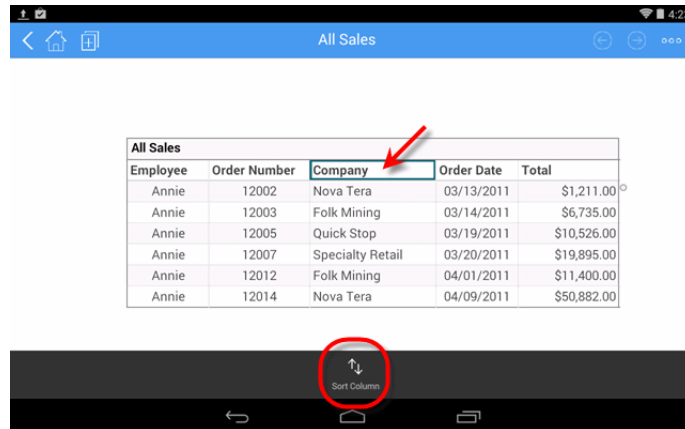 4:2
All Sales
All Sales
Employee Order Number Company Order Date Total
Annie 12002 Nova Tera 03/13/2011 $1,211.00
Annie 12003 Folk Mining 03/14/2011 $6,735.00
Annie 12005 Quick Stop 03/19/2011 $10,526.00
Annie 12007 Specialty Retail 03/20/2011 $19,895.00
Annie 12012 Folk Mining 04/01/2011 $11,400.00
Annie 12014 Nova Tera 04/09/2011 $50,882.00
Sort Column